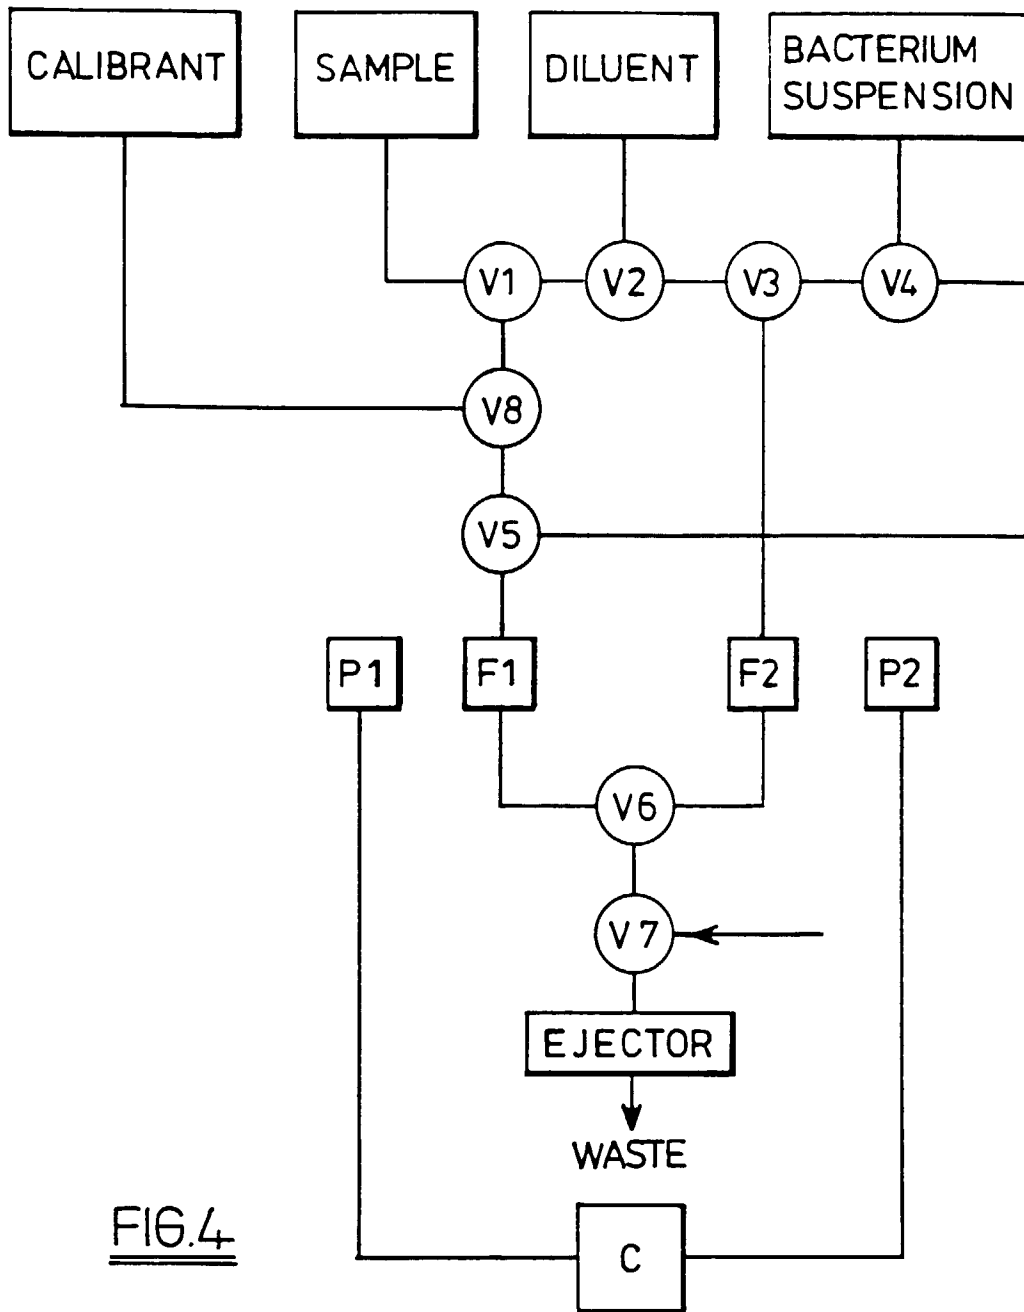 CALIBRANT
SAMPLE
DILUENT
BACTERIUM
SUSPENSION
V1
V2
V3
V4
V8
V5
P1
F1
F2
P2
V6
V7
EJECTOR
WASTE
C
FIG.4